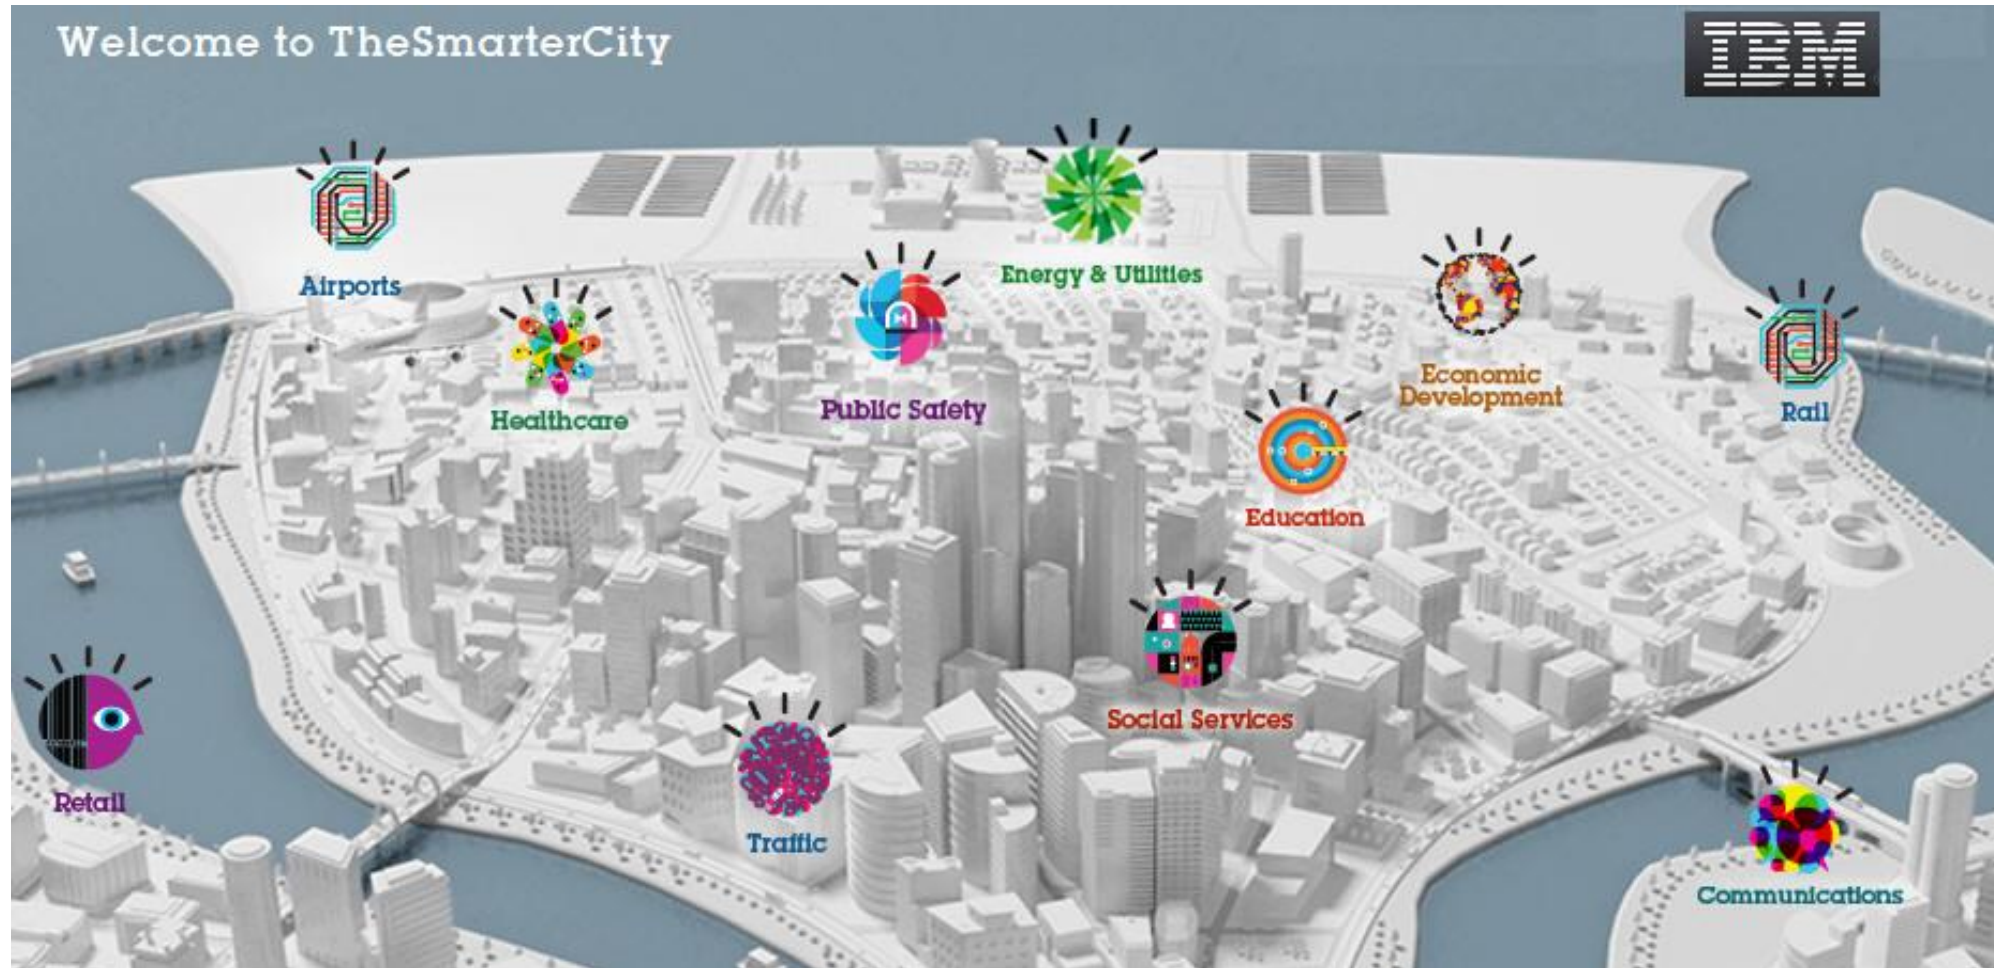 Welcome to TheSmarterCity
IBM
Airports
Energy & Utilities
Healthcare
Public Safety
Economic
Development
Rail
Education
Social Services
Retail
Traffic
Communications